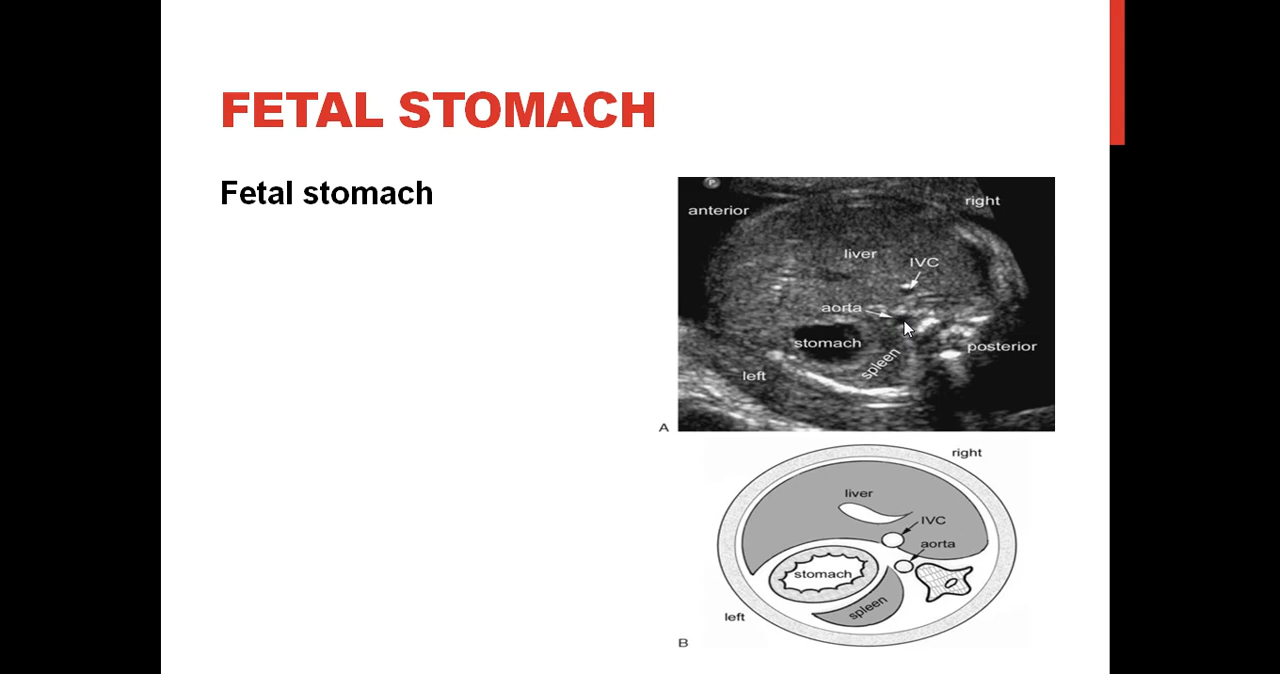 FETAL STOMACH
Fetal stomach
P
anterior
right
liver
IVC
aorta
stomach
spleen
posterior
left
A
right
liver
IVC
aorta
stomach
spleen
left
B